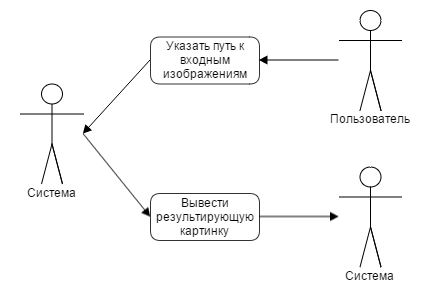 Указать путь к
входным
изображениям
Пользователь
Система
Вывести
результирующую
картинку
Система